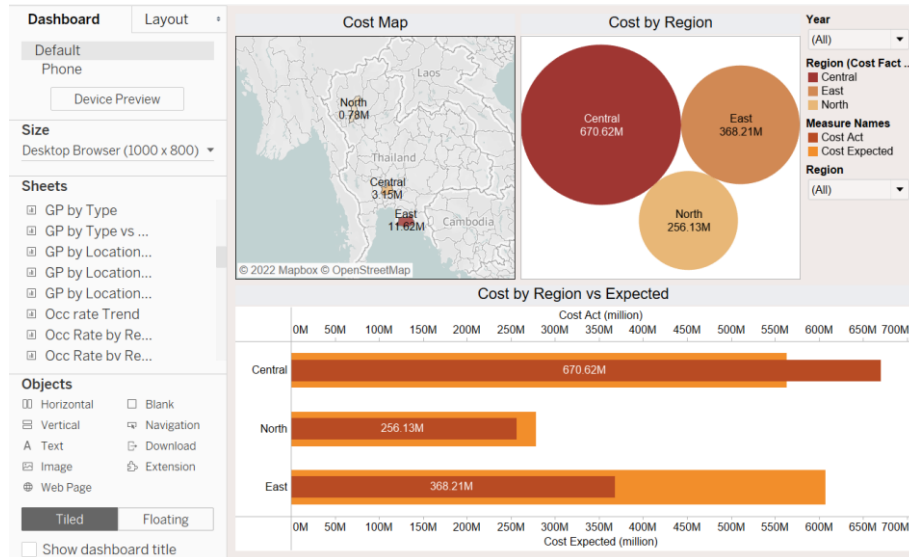 Dashboard
Layout
Default
Phone
Device Preview
Size
Desktop Browser (1000 x 800)
Sheets
GP by Type
GP by Type vs ...
GP by Location...
GP by Location...
GP by Location...
Occ rate Trend
Occ Rate by Re...
Occ Rate by Re...
Objects
Horizontal
Blank
Vertical
Navigation
Text
Download
Image
Extension
Web Page
Tiled
Floating
Show dashboard title
Cost Map
Laos
North
0.78M
Thailand
Central
3.15M
East
11.62M
Cambodia
© 2022 Mapbox © OpenStreetMap
Cost by Region
Central
670.62M
East
368.21M
North
256.13M
Year
(All)
Region (Cost Fact ..
Central
East
North
Measure Names
Cost Act
Cost Expected
Region
(All)
Cost by Region vs Expected
Cost Act (million)
0M 50M 100M 150M 200M 250M 300M 350M 400M 450M 500M 550M 600M 650M 700M
Central
670.62M
North
256.13M
East
368.21M
0M 50M 100M 150M 200M 250M 300M 350M 400M 450M 500M 550M 600M 650M 700M
Cost Expected (million)